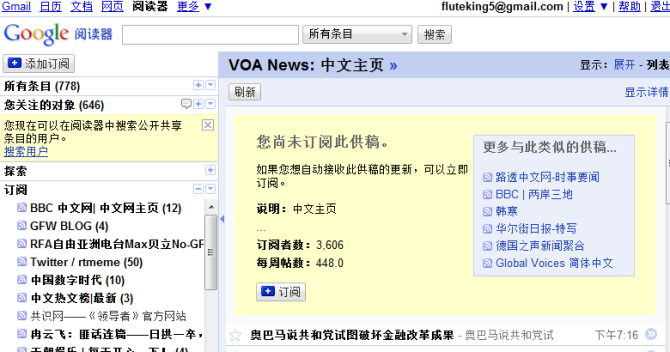 Gmail 日历 文档 网页 阅读器 更多 ▼
fluteking5@gmail.com | 设置 ▼ | 帮助 | 退出
Google 阅读器
所有条目
搜索
添加订阅
所有条目 (778)
您关注的对象 (646)
您现在可以在阅读器中搜索公开共享
条目的用户。
搜索用户
探索
订阅
BBC 中文网| 中文网主页 (12)
GFW BLOG (4)
RFA自由亚洲电台Max贝立No-GF
Twitter / rtmeme (50)
中国数字时代 (10)
中文热文榜|最新 (3)
共识网——《领导者》官方网站
冉云飞：匪话连篇——日拱一卒，
VOA News: 中文主页 »
显示: 展开 - 列表
刷新
显示详情
您尚未订阅此供稿。
如果您想自动接收此供稿的更新，可以立即
订阅。
说明：中文主页
...
订阅者数：3,606
每周帖数：448.0
订阅
更多与此类似的供稿...
路透中文网-时事要闻
BBC | 两岸三地
韩寒
华尔街日报-特写
德国之声新闻聚合
Global Voices 简体中文
奥巴马说共和党试图破坏金融改革成果 - 奥巴马说共和党试
下午7:16